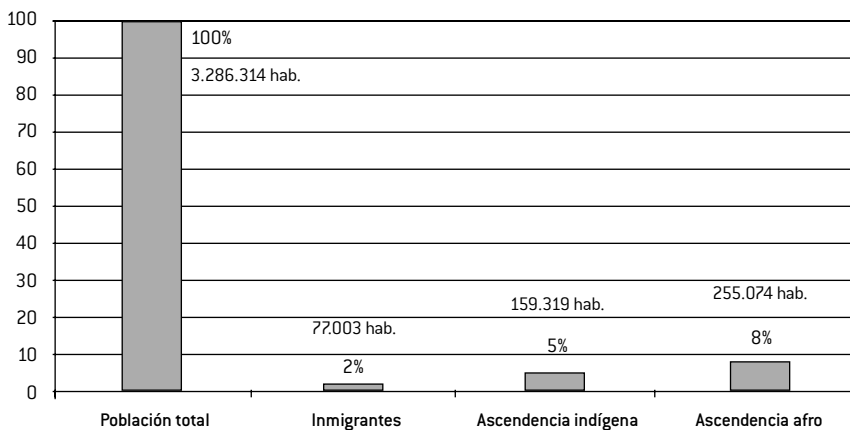 100
90
80
70
60
50
40
30
20
10
0
100%
3.286.314 hab.
77.003 hab.
2%
159.319 hab.
5%
255.074 hab.
8%
Población total
Inmigrantes
Ascendencia indígena
Ascendencia afro